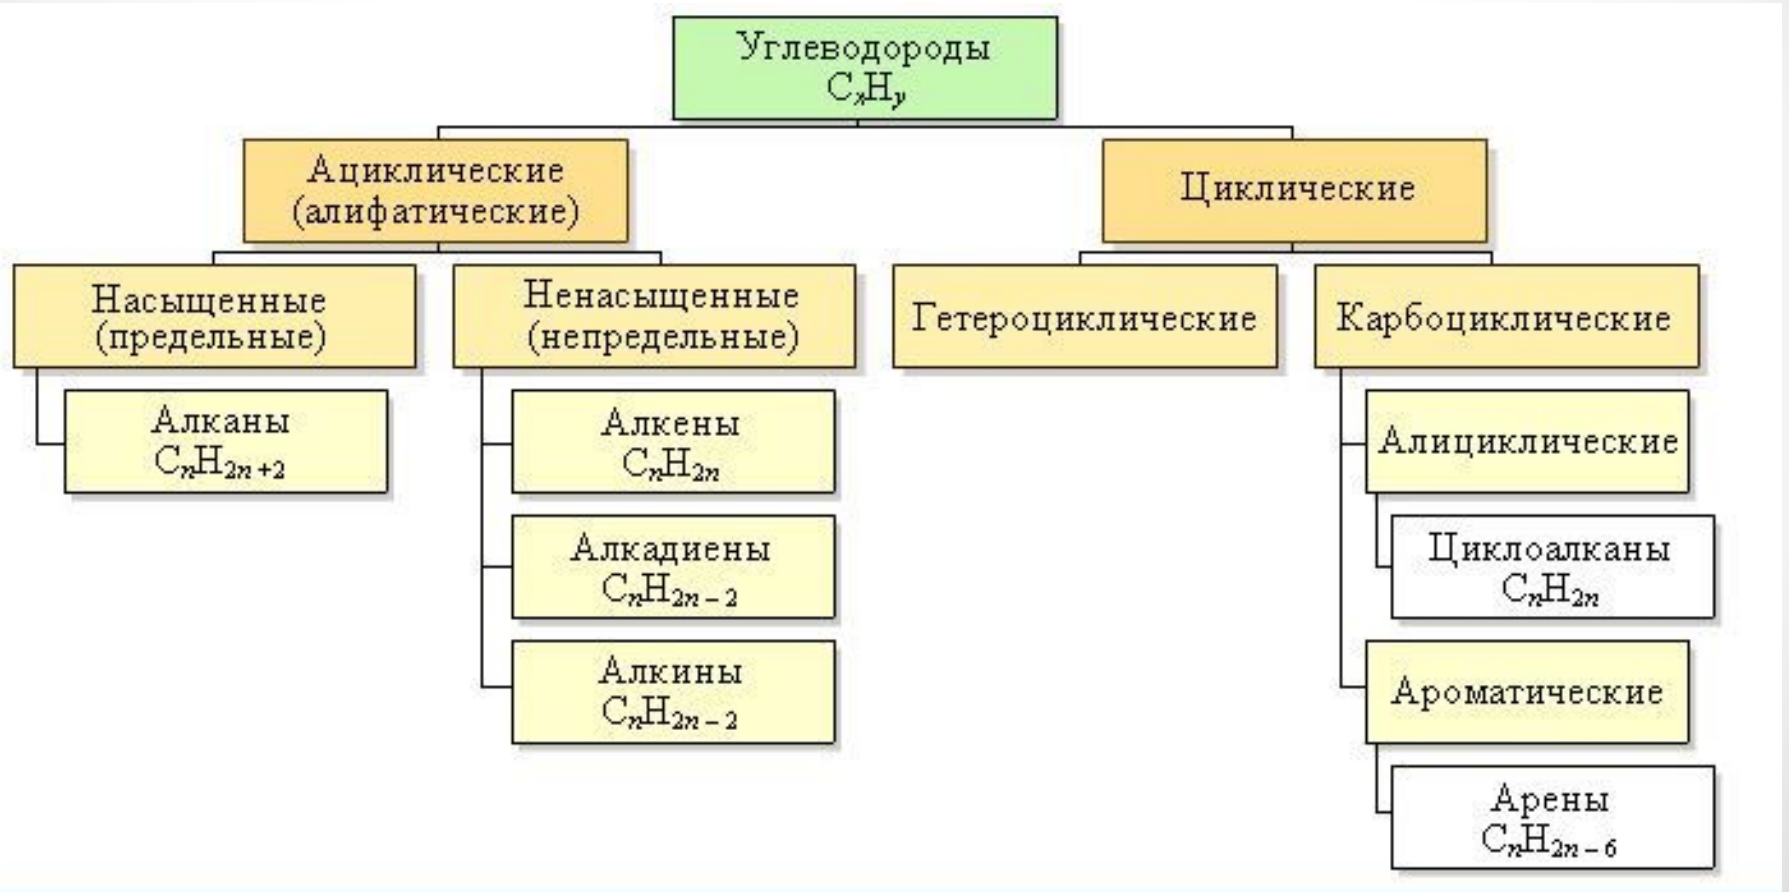 Углеводороды
CₓHᵧ
Ациклические
(алифатические)
Циклические
Насыщенные
(предельные)
Ненасыщенные
(непредельные)
Гетероциклические
Карбоциклические
Алканы
CₙH₂ₙ₊₂
Алкены
CₙH₂ₙ
Алкадиены
CₙH₂ₙ₋₂
Алкины
CₙH₂ₙ₋₂
Алициклические
Циклоалканы
CₙH₂ₙ
Ароматические
Арены
CₙH₂ₙ₋₆